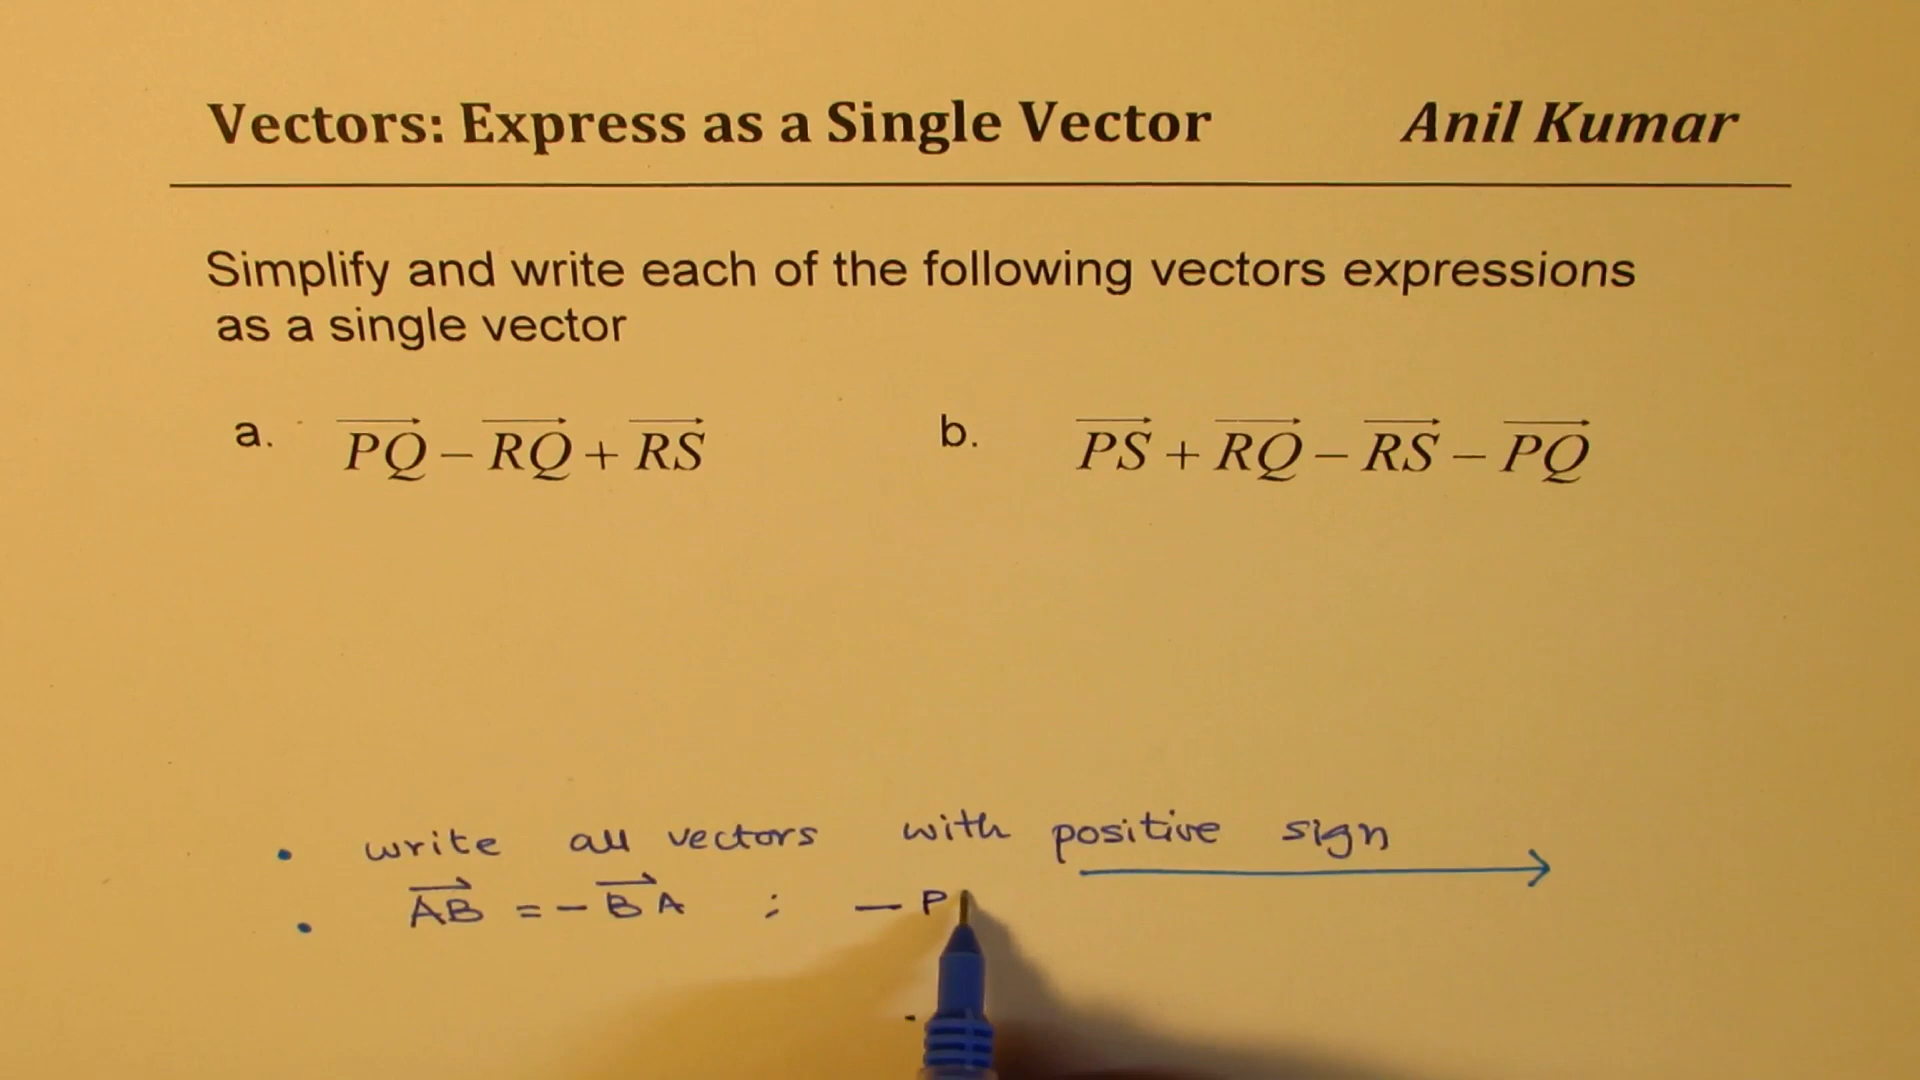 Vectors: Express as a Single Vector Anil Kumar
Simplify and write each of the following vectors expressions
as a single vector
a. PQ⃗ − RQ⃗ + RS⃗ b. PS⃗ + RQ⃗ − RS⃗ − PQ⃗
• write all vectors with positive sign
• AB⃗ = − BA⃗ ; − P